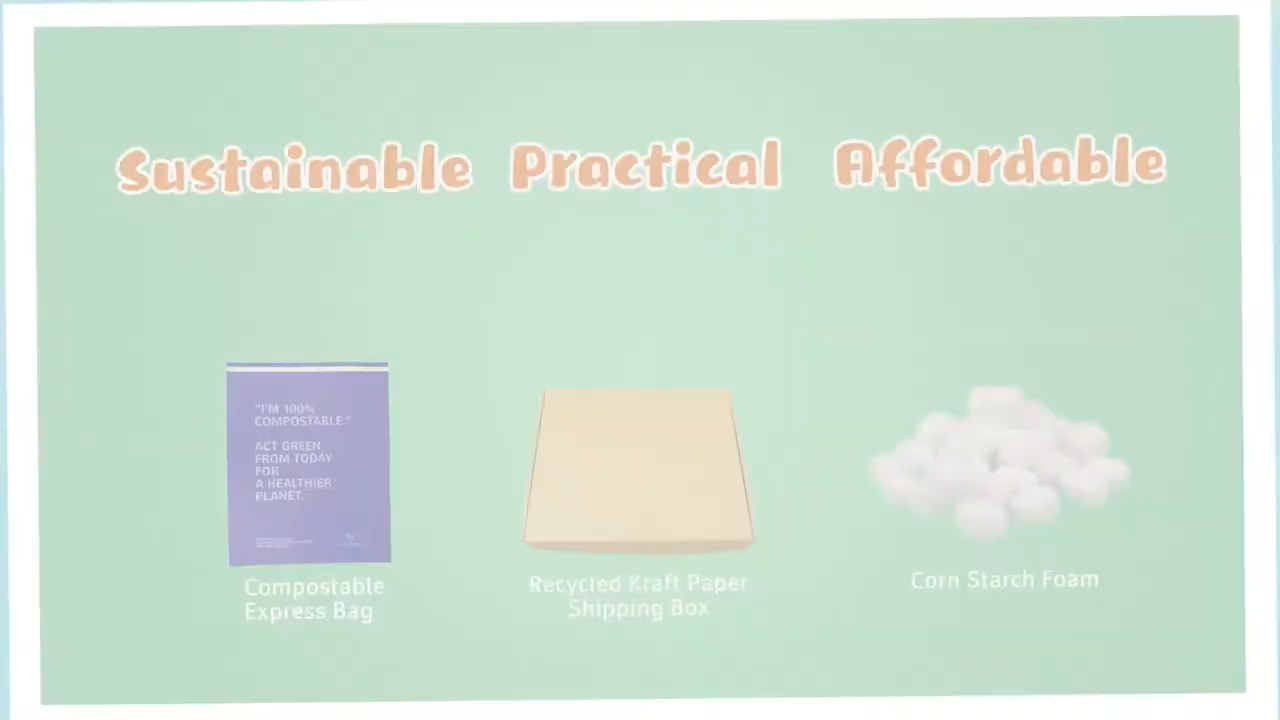 Sustainable Practical Affordable
"I'M 100%
COMPOSTABLE."
ACT GREEN
FROM TODAY
FOR
A HEALTHIER
PLANET.
Compostable
Express Bag
Recycled Kraft Paper
Shipping Box
Corn Starch Foam